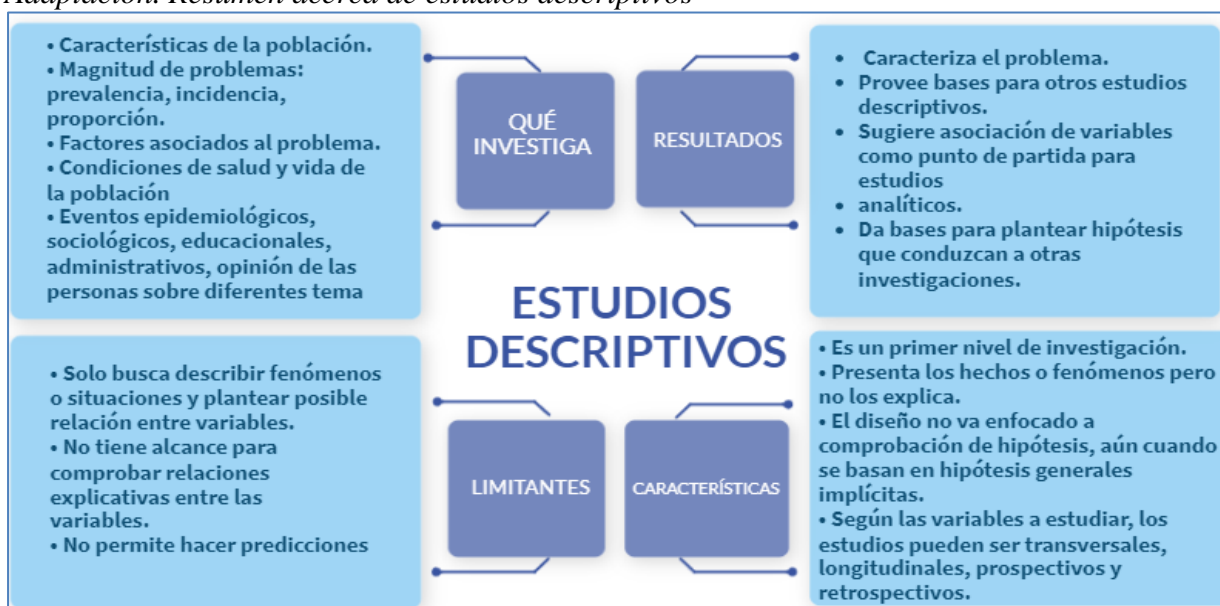 Adaptación. Resumen acerca de estudios descriptivos
• Características de la población.
• Magnitud de problemas:
prevalencia, incidencia,
proporción.
• Factores asociados al problema.
• Condiciones de salud y vida de
la población
• Eventos epidemiológicos,
sociológicos, educacionales,
administrativos, opinión de las
personas sobre diferentes tema
QUÉ
INVESTIGA
RESULTADOS
• Caracteriza el problema.
• Provee bases para otros estudios
descriptivos.
• Sugiere asociación de variables
como punto de partida para
estudios
• analíticos.
• Da bases para plantear hipótesis
que conduzcan a otras
investigaciones.
ESTUDIOS
DESCRIPTIVOS
• Solo busca describir fenómenos
o situaciones y plantear posible
relación entre variables.
• No tiene alcance para
comprobar relaciones
explicativas entre las
variables.
• No permite hacer predicciones
LIMITANTES
CARACTERÍSTICAS
• Es un primer nivel de investigación.
• Presenta los hechos o fenómenos pero
no los explica.
• El diseño no va enfocado a
comprobación de hipótesis, aún cuando
se basan en hipótesis generales
implícitas.
• Según las variables a estudiar, los
estudios pueden ser transversales,
longitudinales, prospectivos y
retrospectivos.